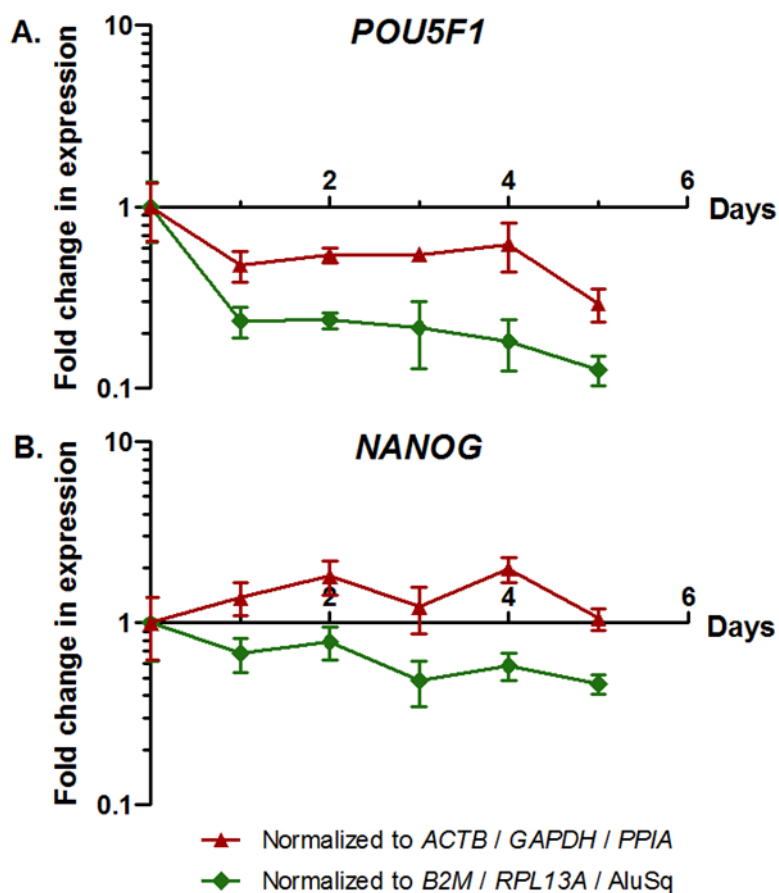 A.
POU5F1
Fold change in expression
10
1
0.1
2
4
6
Days
B.
NANOG
Fold change in expression
10
1
0.1
2
4
6
Days
Normalized to ACTB / GAPDH / PPIA
Normalized to B2M / RPL13A / AluSq